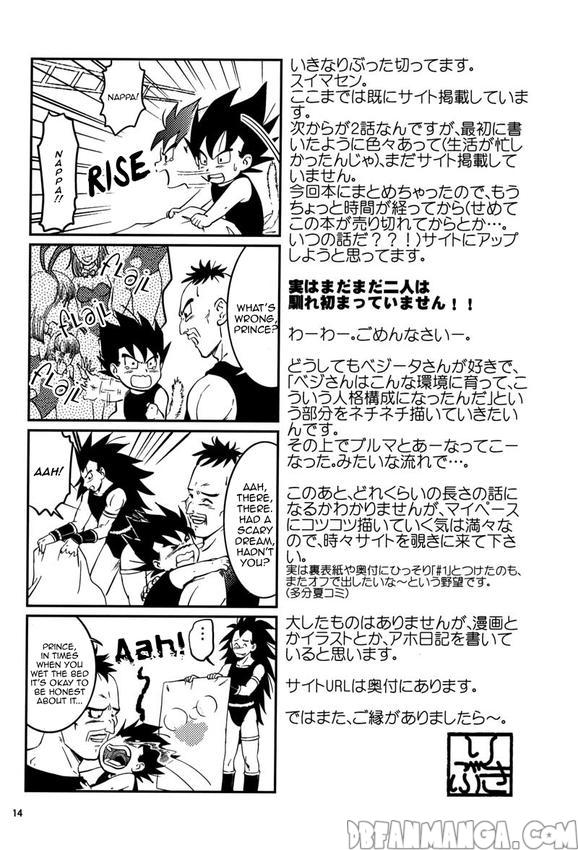 NAPPA!
NAPPA!!
RISE
FLAIL
FLAIL
FLAIL
WHAT'S
WRONG,
PRINCE?
AAH!
AAH,
THERE,
THERE.
HAD A
SCARY
DREAM,
HADN'T
YOU?
PRINCE,
IN TIMES
WHEN YOU
WET THE BED
IT'S OKAY TO
BE HONEST
ABOUT IT...
Aah!
...
いきなりぶった切ってます。
スイマセン。
ここまでは既にサイト掲載していま
す。
次からが2話なんですが、最初に書
いたように色々あって(生活が忙し
かったんじゃ)、まだサイト掲載して
いません。
今回本にまとめちゃったので、もう
ちょっと時間が経ってから(せめて
この本が売り切れてからとか…。
いつの話だ??!)サイトにアップ
しようと思ってます。
実はまだまだ二人は
馴れ初まっていません!!
わーわー。ごめんなさいー。
どうしてもベジータさんが好きで、
「ベジさんはこんな環境に育って、こ
ういう人格構成になったんだ」とい
う部分をネチネチ描いていきたい
んです。
その上でブルマとあーなってこー
なった。みたいな流れで…。
このあと、どれくらいの長さの話に
なるかわかりませんが、マイペース
にコツコツ描いていく気は満々な
ので、時々サイトを覗きに来て下さ
い。
実は裏表紙や奥付にひっそり「#1」とつけたのも、
またオフで出したいな～という野望です。
(多分夏コミ)
大したものはありませんが、漫画と
かイラストとか、アホ日記を書いて
いると思います。
サイトURLは奥付にあります。
ではまた、ご縁がありましたら～。
14
DBFANMANGA.COM